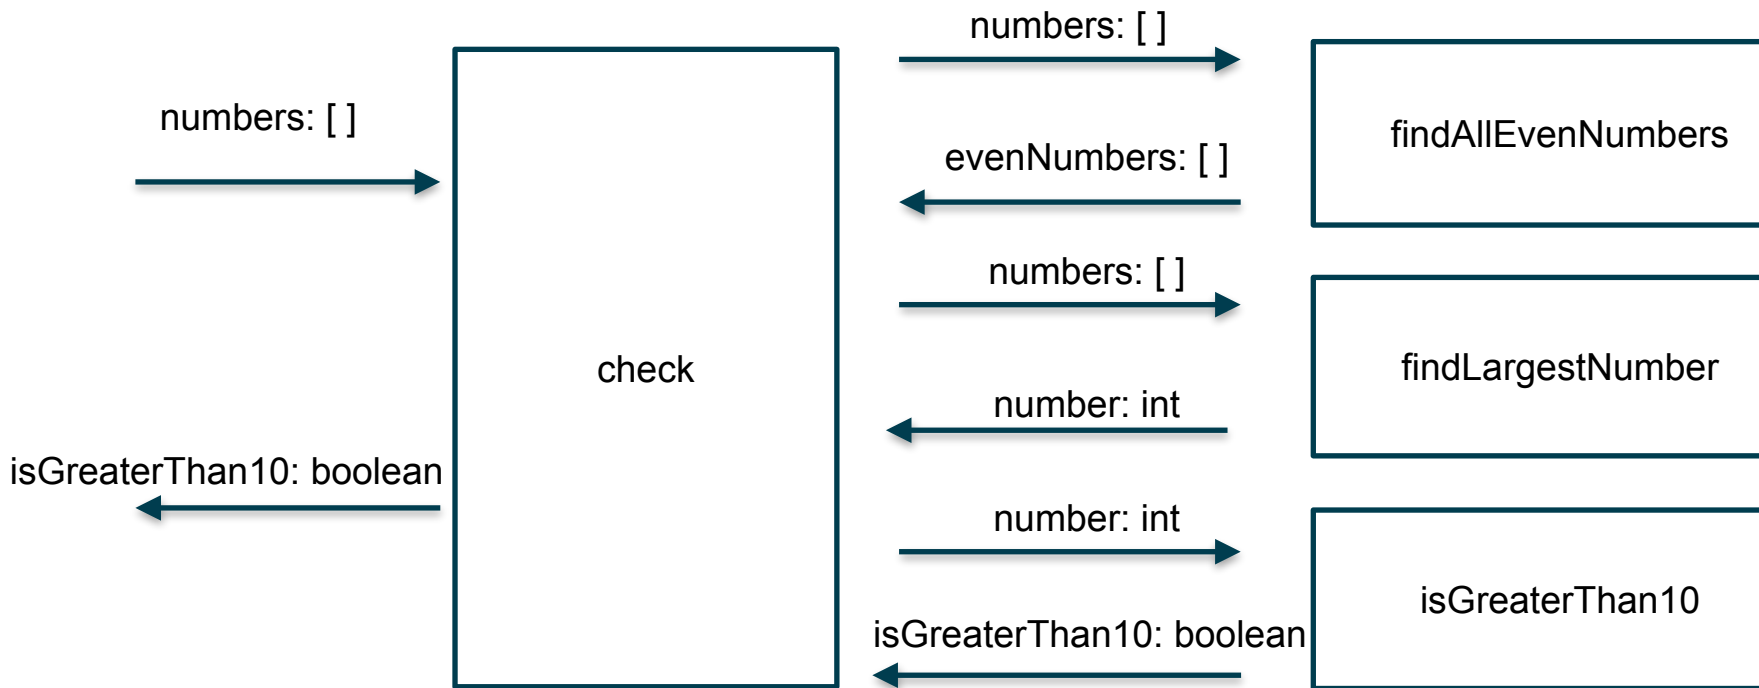 numbers: [ ]
numbers: [ ]
findAllEvenNumbers
evenNumbers: [ ]
numbers: [ ]
check
findLargestNumber
number: int
isGreaterThan10: boolean
number: int
isGreaterThan10
isGreaterThan10: boolean